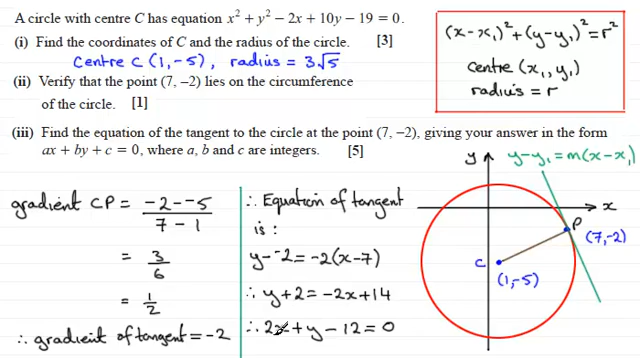 A circle with centre C has equation x² + y² − 2x + 10y − 19 = 0.
(i) Find the coordinates of C and the radius of the circle. [3]
Centre C (1,-5), radius = 3√5
(ii) Verify that the point (7, −2) lies on the circumference
of the circle. [1]
(x-x₁)²+(y-y₁)²=r²
centre (x₁,y₁)
radius = r
(iii) Find the equation of the tangent to the circle at the point (7, −2), giving your answer in the form
ax + by + c = 0, where a, b and c are integers. [5]
gradient CP = (-2--5)/(7-1)
= 3/6
= 1/2
∴ gradient of tangent = -2
∴ Equation of tangent
is:
y--2 = -2(x-7)
∴ y+2 = -2x+14
∴ 2x+y-12=0
y
y-y₁=m(x-x₁)
x
P
(7,-2)
C
(1,-5)